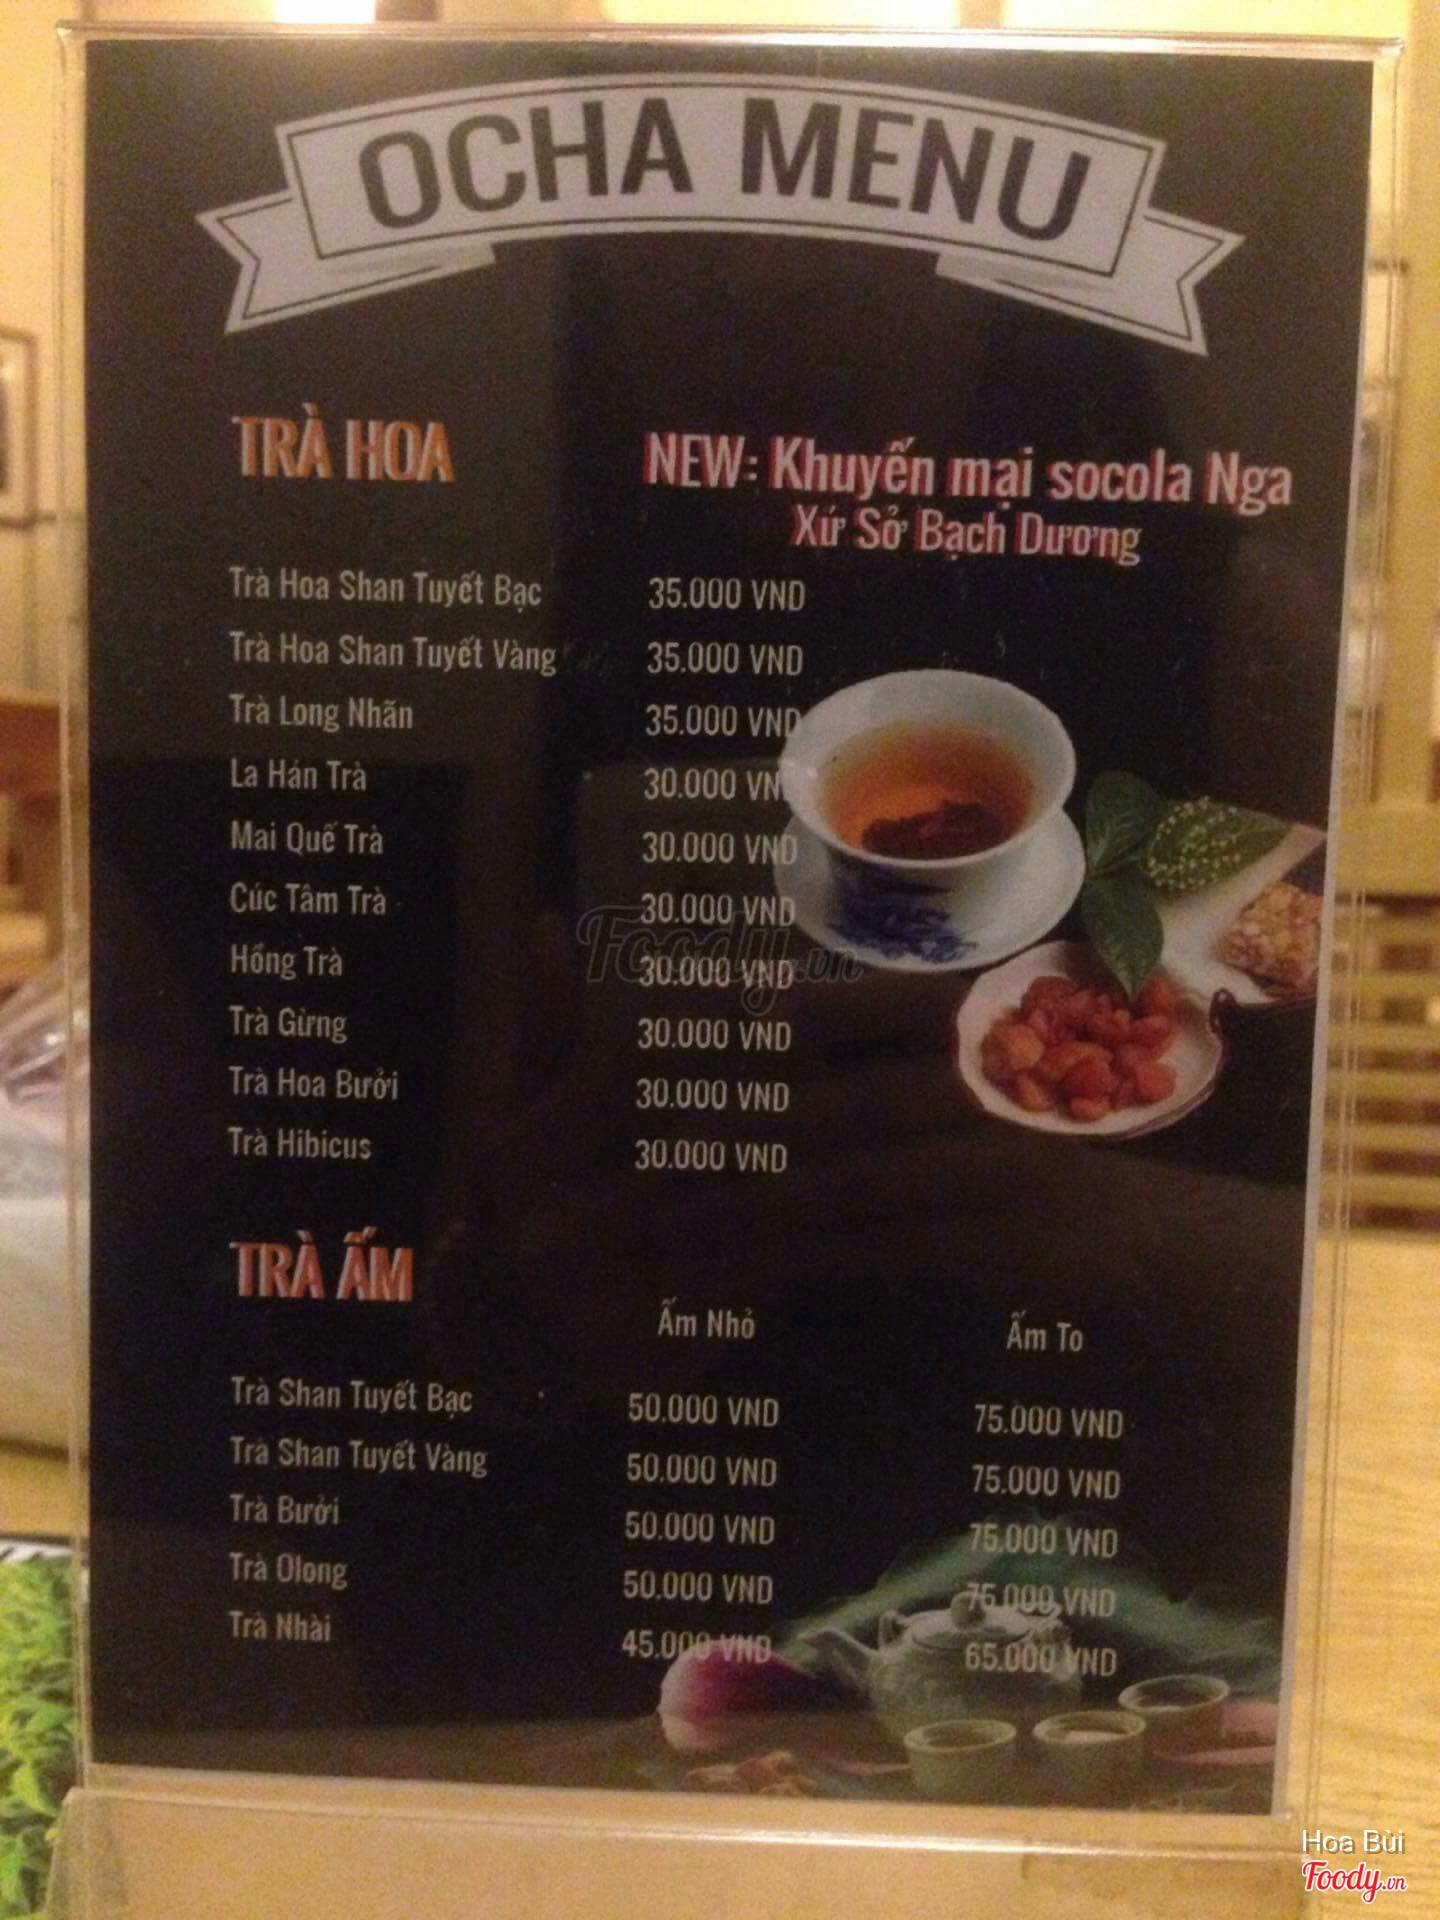 OCHA MENU
TRÀ HOA
NEW: Khuyến mại socola Nga
Xứ Sở Bạch Dương
Trà Hoa Shan Tuyết Bạc 35.000 VND
Trà Hoa Shan Tuyết Vàng 35.000 VND
Trà Long Nhãn 35.000 VND
La Hán Trà 30.000 VN
Mai Quế Trà 30.000 VND
Cúc Tâm Trà 30.000 VND
Hồng Trà 30.000 VND
Trà Gừng 30.000 VND
Trà Hoa Bưởi 30.000 VND
Trà Hibicus 30.000 VND
Foody.vn
TRÀ ẤM
Ấm Nhỏ Ấm To
Trà Shan Tuyết Bạc 50.000 VND 75.000 VND
Trà Shan Tuyết Vàng 50.000 VND 75.000 VND
Trà Bưởi 50.000 VND 75.000 VND
Trà Olong 50.000 VND 75.000 VND
Trà Nhài 45.000 VND 65.000 VND
Hoa Bùi
Foody.vn